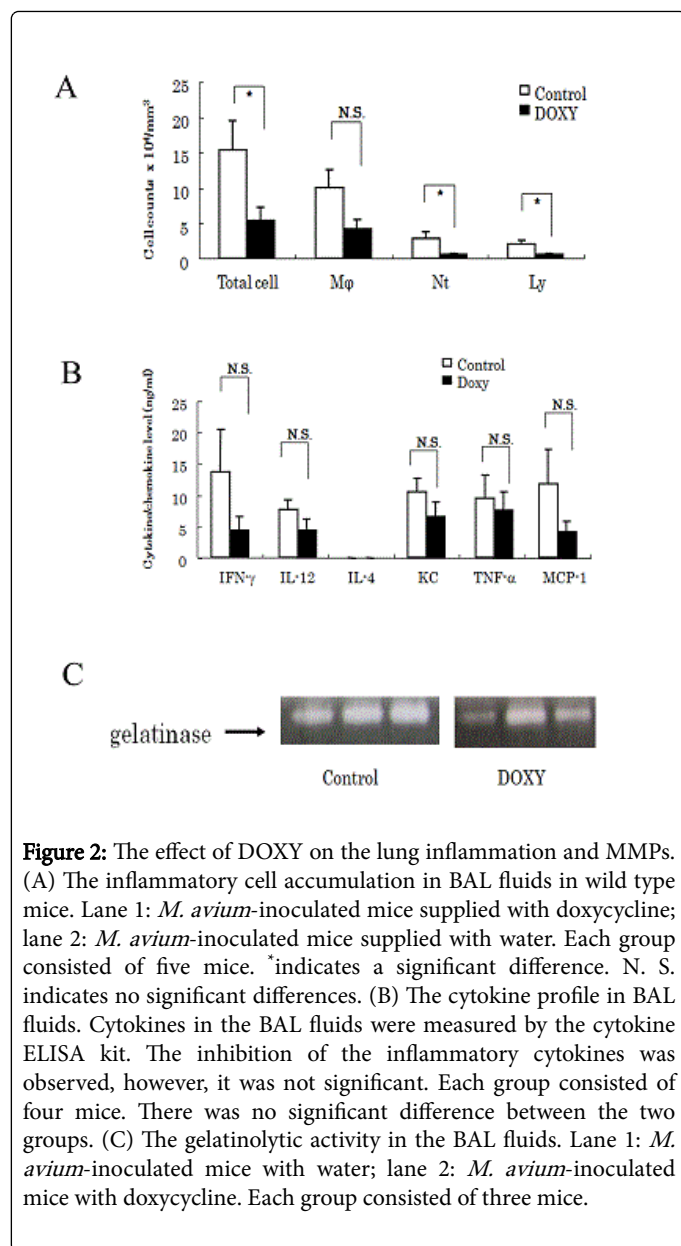 A
Cell counts x 10⁴/mm³
25
20
15
10
5
0
*
N.S.
*
*
Control
DOXY
Total cell
Mφ
Nt
Ly
B
Cytokine/chemokine level (ng/ml)
25
20
15
10
5
0
N.S.
N.S.
N.S.
N.S.
N.S.
Control
Doxy
IFN-γ
IL-12
IL-4
KC
TNF-α
MCP-1
C
gelatinase
Control
DOXY
Figure 2: The effect of DOXY on the lung inflammation and MMPs.
(A) The inflammatory cell accumulation in BAL fluids in wild type
mice. Lane 1: M. avium-inoculated mice supplied with doxycycline;
lane 2: M. avium-inoculated mice supplied with water. Each group
consisted of five mice. *indicates a significant difference. N. S.
indicates no significant differences. (B) The cytokine profile in BAL
fluids. Cytokines in the BAL fluids were measured by the cytokine
ELISA kit. The inhibition of the inflammatory cytokines was
observed, however, it was not significant. Each group consisted of
four mice. There was no significant difference between the two
groups. (C) The gelatinolytic activity in the BAL fluids. Lane 1: M.
avium-inoculated mice with water; lane 2: M. avium-inoculated
mice with doxycycline. Each group consisted of three mice.